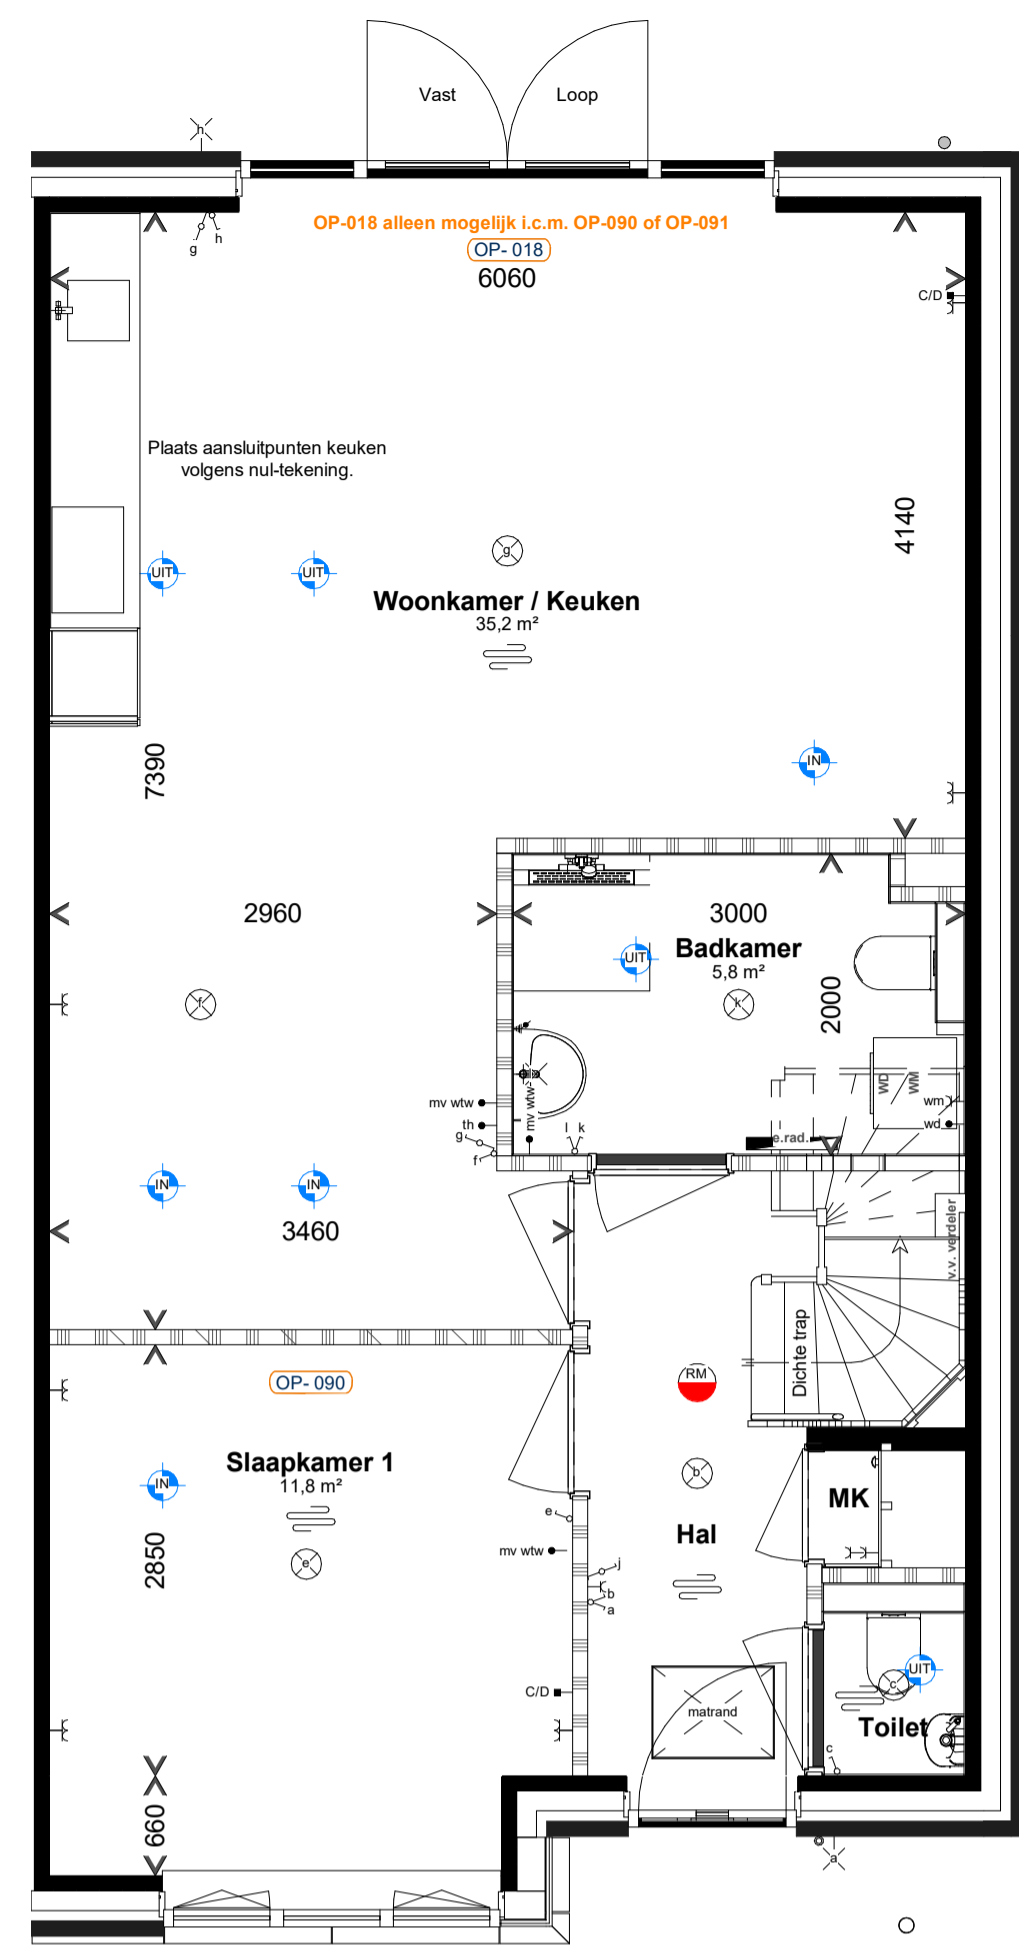 Vast
Loop
h
OP-018 alleen mogelijk i.c.m. OP-090 of OP-091
OP- 018
6060
g
h
C/D
Plaats aansluitpunten keuken
volgens nul-tekening.
4140
g
UIT
UIT
Woonkamer / Keuken
35,2 m²
7390
IN
2960
3000
Badkamer
5,8 m²
UIT
2000
f
k
WD
WM
mv wtw
mv wtw
wm
th
wd
g
l
k
e.rad.
f
IN
IN
3460
v.v. verdeler
Dichte trap
OP- 090
RM
Slaapkamer 1
11,8 m²
IN
b
MK
e
Hal
2850
mv wtw
e
j
b
a
UIT
c
C/D
matrand
Toilet
c
660
a